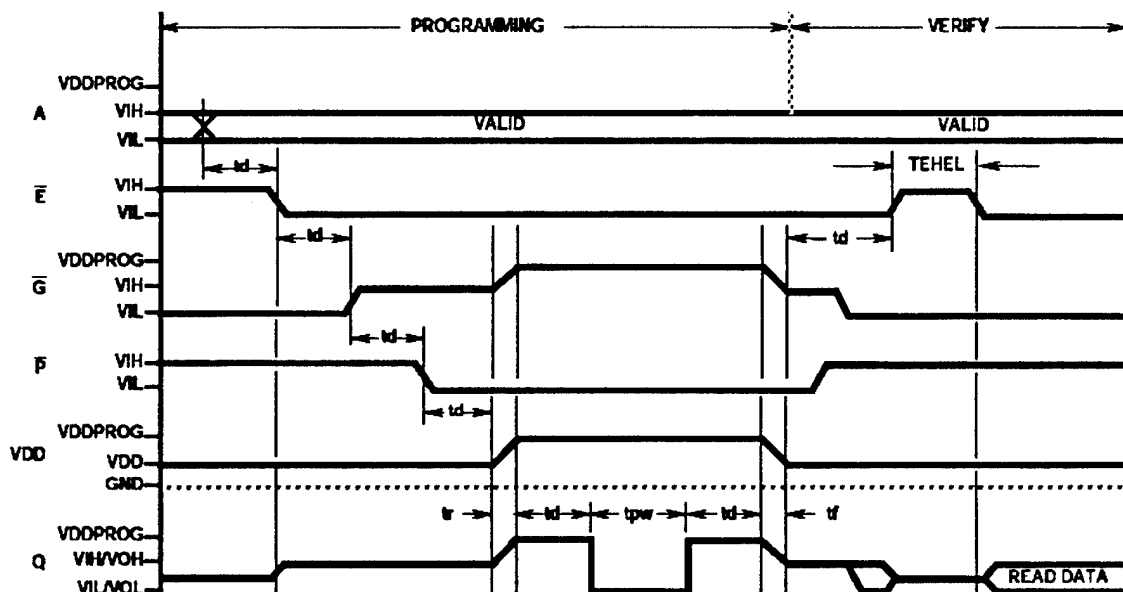 PROGRAMMING VERIFY
VDDPROG
A VIH VALID VALID
VIL
td TEHEL
E VIH
VIL
td td
VDDPROG
G VIH
VIL
td
P VIH
VIL
td
VDDPROG
VDD VDD
GND
tr td tpw td tf
VDDPROG
Q VIH/VOH
VIL/VOL READ DATA